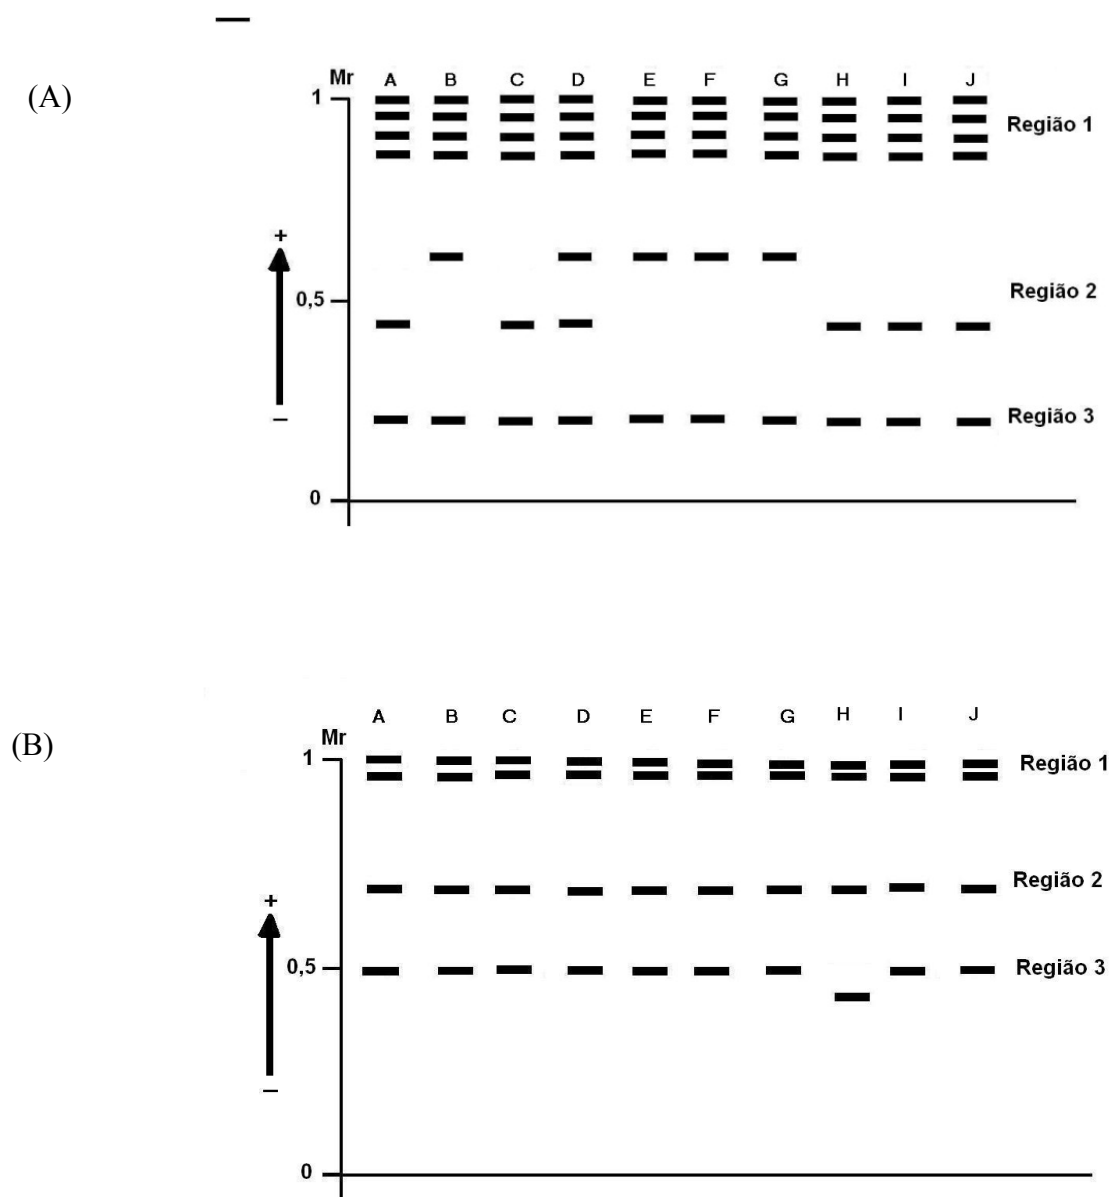 (A)
Mr A B C D E F G H I J
1
Região 1
+
0,5
Região 2
–
Região 3
0
(B)
A B C D E F G H I J
Mr
1
Região 1
Região 2
+
0,5
Região 3
–
0